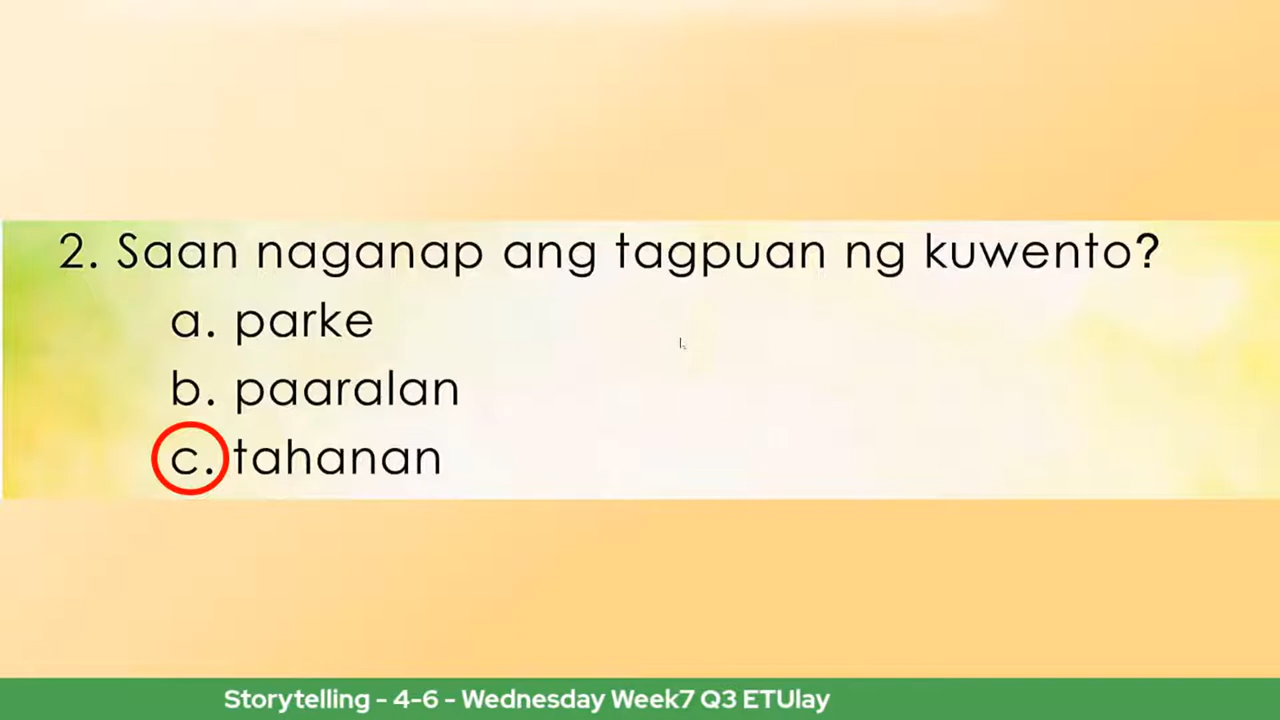 2. Saan naganap ang tagpuan ng kuwento?
a. parke
b. paaralan
c. tahanan
Storytelling - 4-6 - Wednesday Week7 Q3 ETUlay